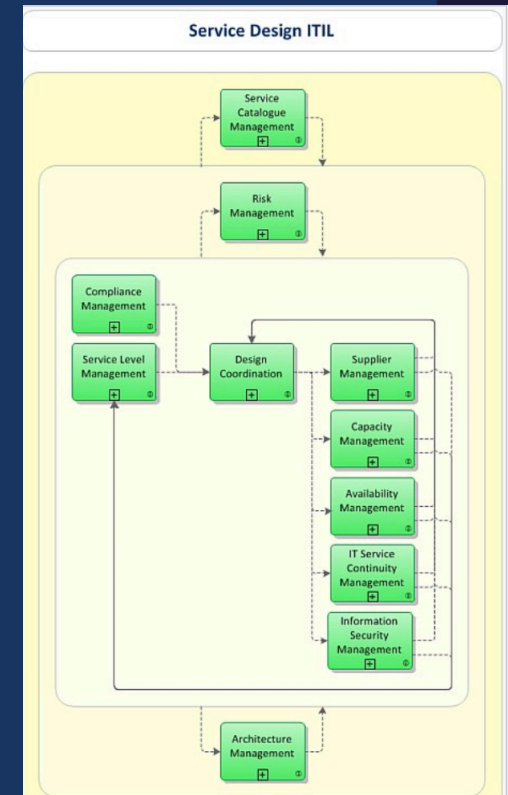 Service Design ITIL
Service
Catalogue
Management
Risk
Management
Compliance
Management
Service Level
Management
Design
Coordination
Supplier
Management
Capacity
Management
Availability
Management
IT Service
Continuity
Management
Information
Security
Management
Architecture
Management